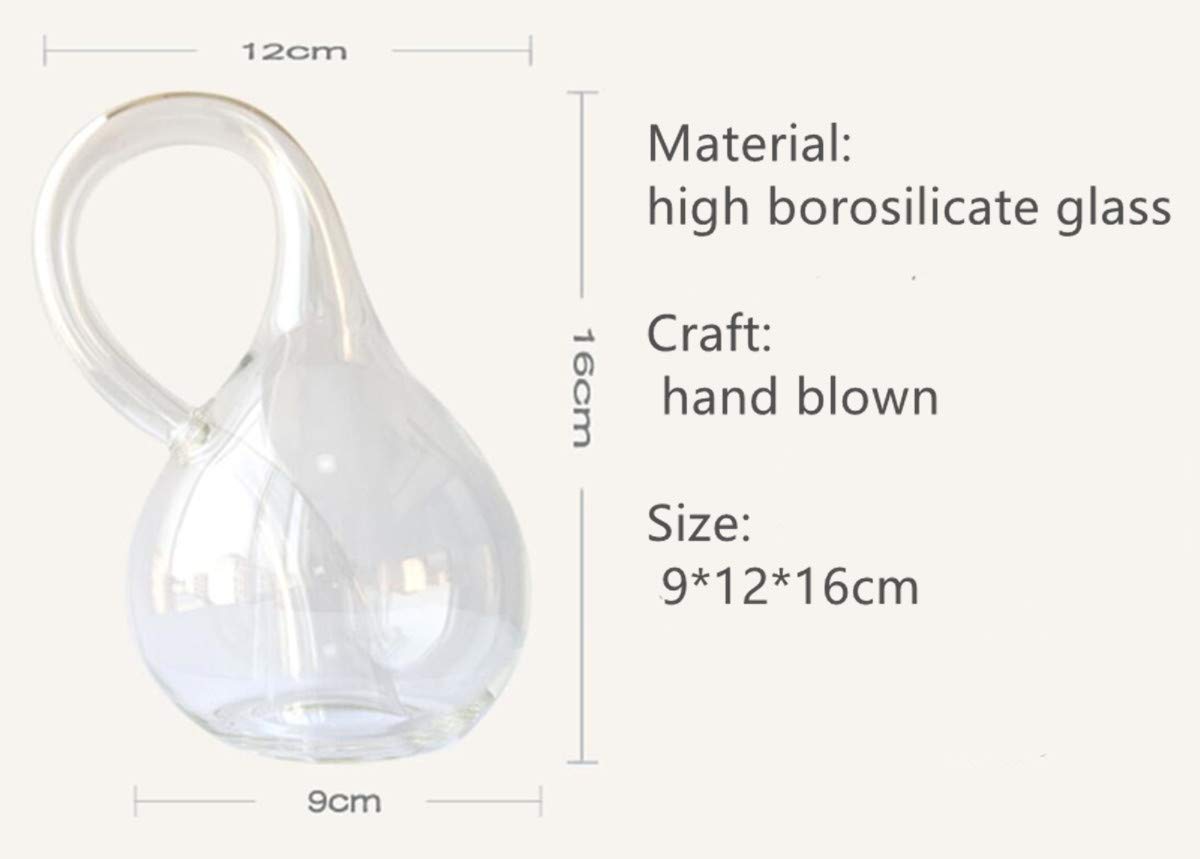 12cm
16cm
9cm
Material:
high borosilicate glass
Craft:
hand blown
Size:
9*12*16cm